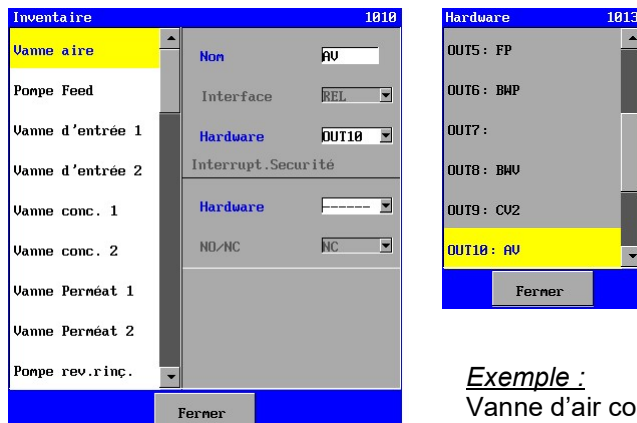 Inventaire 1010
Vanne aire
Pompe Feed
Vanne d'entrée 1
Vanne d'entrée 2
Vanne conc. 1
Vanne conc. 2
Vanne Perméat 1
Vanne Perméat 2
Pompe rev.rinç.
Nom AV
Interface REL
Hardware OUT10
Interrupt.Securité
Hardware ------
NO/NC NC
Fermer
Hardware 1013
OUT5: FP
OUT6: BWP
OUT7:
OUT8: BWV
OUT9: CV2
OUT10: AV
Fermer
Exemple :
Vanne d'air co